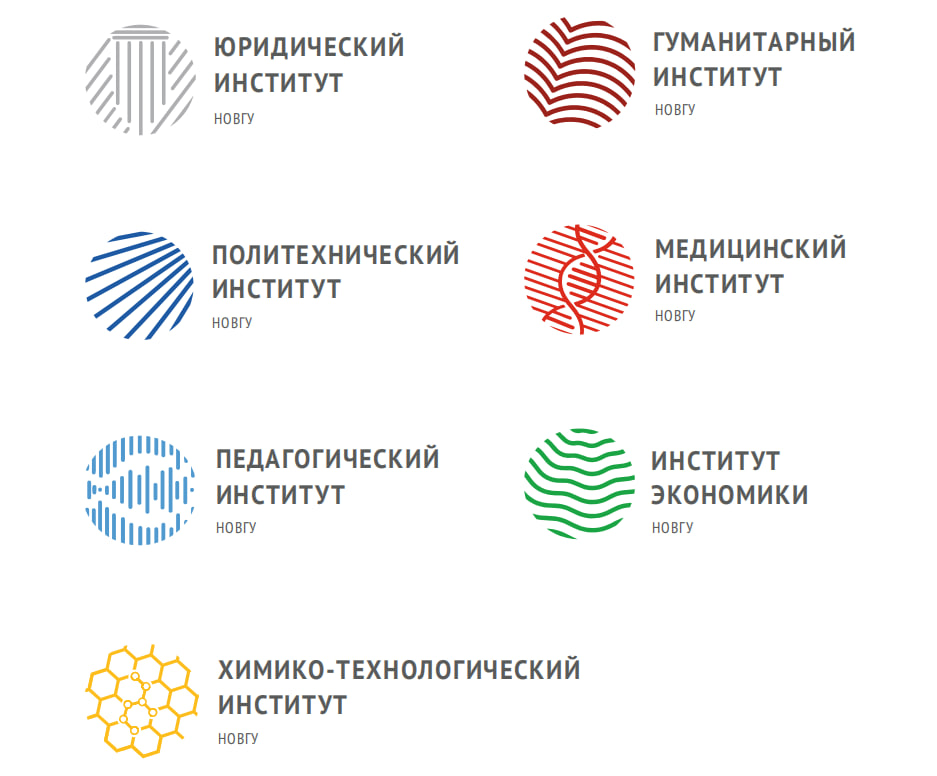 ЮРИДИЧЕСКИЙ
ИНСТИТУТ
НОВГУ
ГУМАНИТАРНЫЙ
ИНСТИТУТ
НОВГУ
ПОЛИТЕХНИЧЕСКИЙ
ИНСТИТУТ
НОВГУ
МЕДИЦИНСКИЙ
ИНСТИТУТ
НОВГУ
ПЕДАГОГИЧЕСКИЙ
ИНСТИТУТ
НОВГУ
ИНСТИТУТ
ЭКОНОМИКИ
НОВГУ
ХИМИКО-ТЕХНОЛОГИЧЕСКИЙ
ИНСТИТУТ
НОВГУ